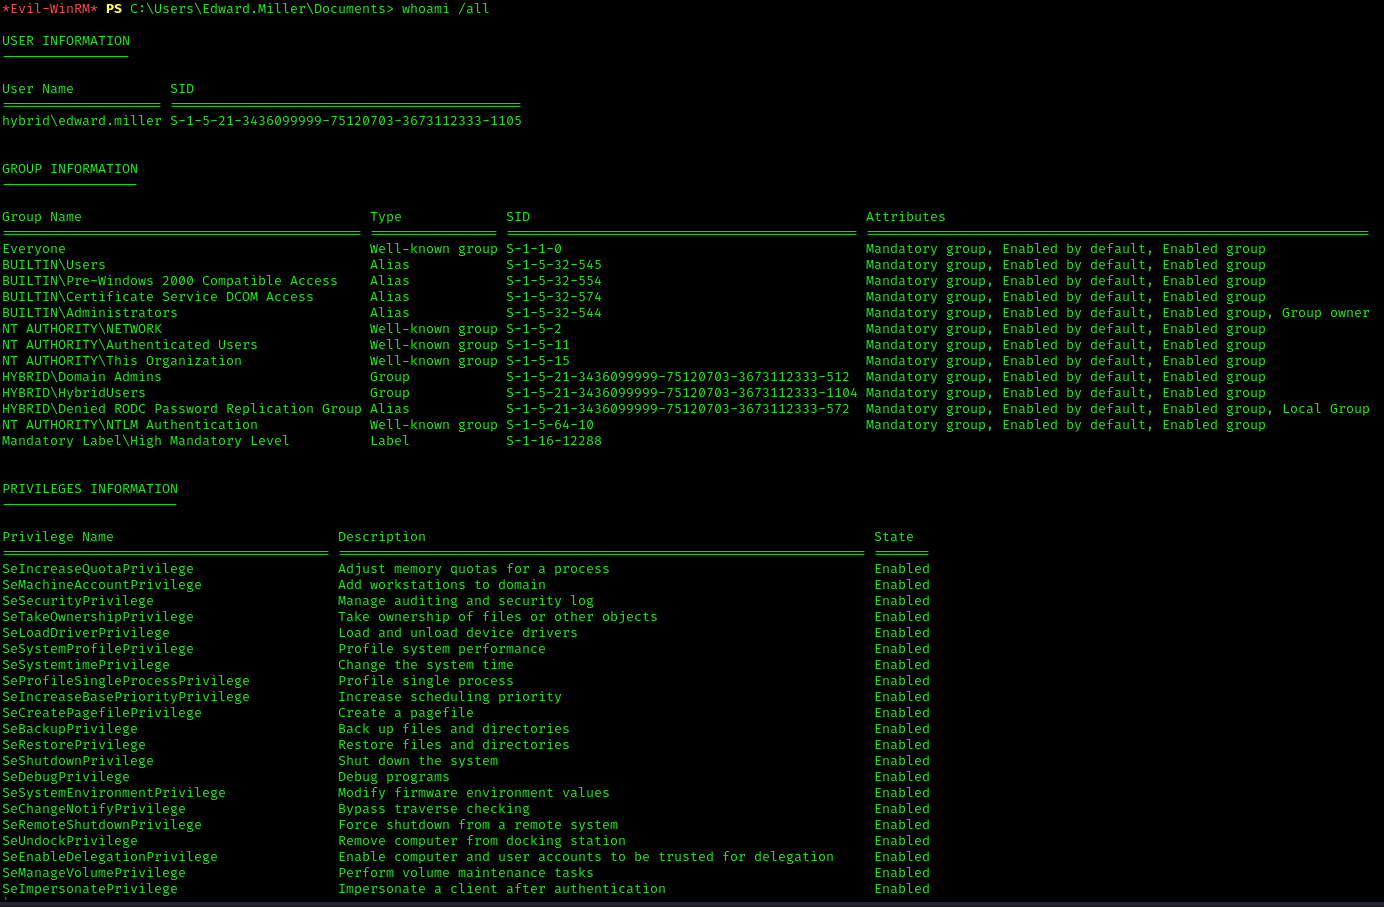 *Evil-WinRM* PS C:\Users\Edward.Miller\Documents> whoami /all
USER INFORMATION
----------------
User Name SID
==================== ============================================
hybrid\edward.miller S-1-5-21-3436099999-75120703-3673112333-1105
GROUP INFORMATION
-----------------
Group Name Type SID Attributes
============================================= ================ ============================================ ===============================================================
Everyone Well-known group S-1-1-0 Mandatory group, Enabled by default, Enabled group
BUILTIN\Users Alias S-1-5-32-545 Mandatory group, Enabled by default, Enabled group
BUILTIN\Pre-Windows 2000 Compatible Access Alias S-1-5-32-554 Mandatory group, Enabled by default, Enabled group
BUILTIN\Certificate Service DCOM Access Alias S-1-5-32-574 Mandatory group, Enabled by default, Enabled group
BUILTIN\Administrators Alias S-1-5-32-544 Mandatory group, Enabled by default, Enabled group, Group owner
NT AUTHORITY\NETWORK Well-known group S-1-5-2 Mandatory group, Enabled by default, Enabled group
NT AUTHORITY\Authenticated Users Well-known group S-1-5-11 Mandatory group, Enabled by default, Enabled group
NT AUTHORITY\This Organization Well-known group S-1-5-15 Mandatory group, Enabled by default, Enabled group
HYBRID\Domain Admins Group S-1-5-21-3436099999-75120703-3673112333-512 Mandatory group, Enabled by default, Enabled group
HYBRID\HybridUsers Group S-1-5-21-3436099999-75120703-3673112333-1104 Mandatory group, Enabled by default, Enabled group
HYBRID\Denied RODC Password Replication Group Alias S-1-5-21-3436099999-75120703-3673112333-572 Mandatory group, Enabled by default, Enabled group, Local Group
NT AUTHORITY\NTLM Authentication Well-known group S-1-5-64-10 Mandatory group, Enabled by default, Enabled group
Mandatory Label\High Mandatory Level Label S-1-16-12288
PRIVILEGES INFORMATION
----------------------
Privilege Name Description State
========================================= ================================================================== =======
SeIncreaseQuotaPrivilege Adjust memory quotas for a process Enabled
SeMachineAccountPrivilege Add workstations to domain Enabled
SeSecurityPrivilege Manage auditing and security log Enabled
SeTakeOwnershipPrivilege Take ownership of files or other objects Enabled
SeLoadDriverPrivilege Load and unload device drivers Enabled
SeSystemProfilePrivilege Profile system performance Enabled
SeSystemtimePrivilege Change the system time Enabled
SeProfileSingleProcessPrivilege Profile single process Enabled
SeIncreaseBasePriorityPrivilege Increase scheduling priority Enabled
SeCreatePagefilePrivilege Create a pagefile Enabled
SeBackupPrivilege Back up files and directories Enabled
SeRestorePrivilege Restore files and directories Enabled
SeShutdownPrivilege Shut down the system Enabled
SeDebugPrivilege Debug programs Enabled
SeSystemEnvironmentPrivilege Modify firmware environment values Enabled
SeChangeNotifyPrivilege Bypass traverse checking Enabled
SeRemoteShutdownPrivilege Force shutdown from a remote system Enabled
SeUndockPrivilege Remove computer from docking station Enabled
SeEnableDelegationPrivilege Enable computer and user accounts to be trusted for delegation Enabled
SeManageVolumePrivilege Perform volume maintenance tasks Enabled
SeImpersonatePrivilege Impersonate a client after authentication Enabled